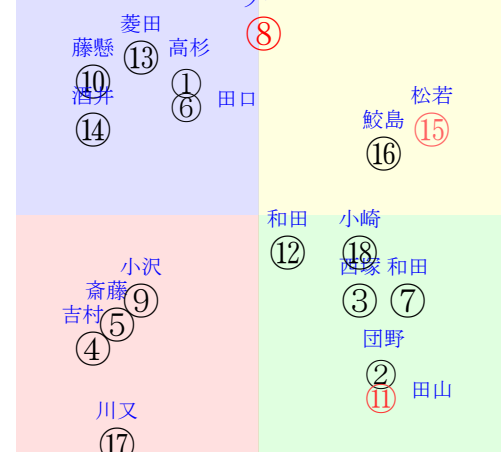 ⑧
菱田
⑬
藤懸
⑩
高杉
①
⑥
田口
酒井
⑭
松若
⑮
鮫島
⑯
和田
⑫
小崎
⑱
西塚
③
和田
⑦
小沢
⑨
斎藤
⑤
吉村
④
団野
②
⑪
田山
川又
⑰